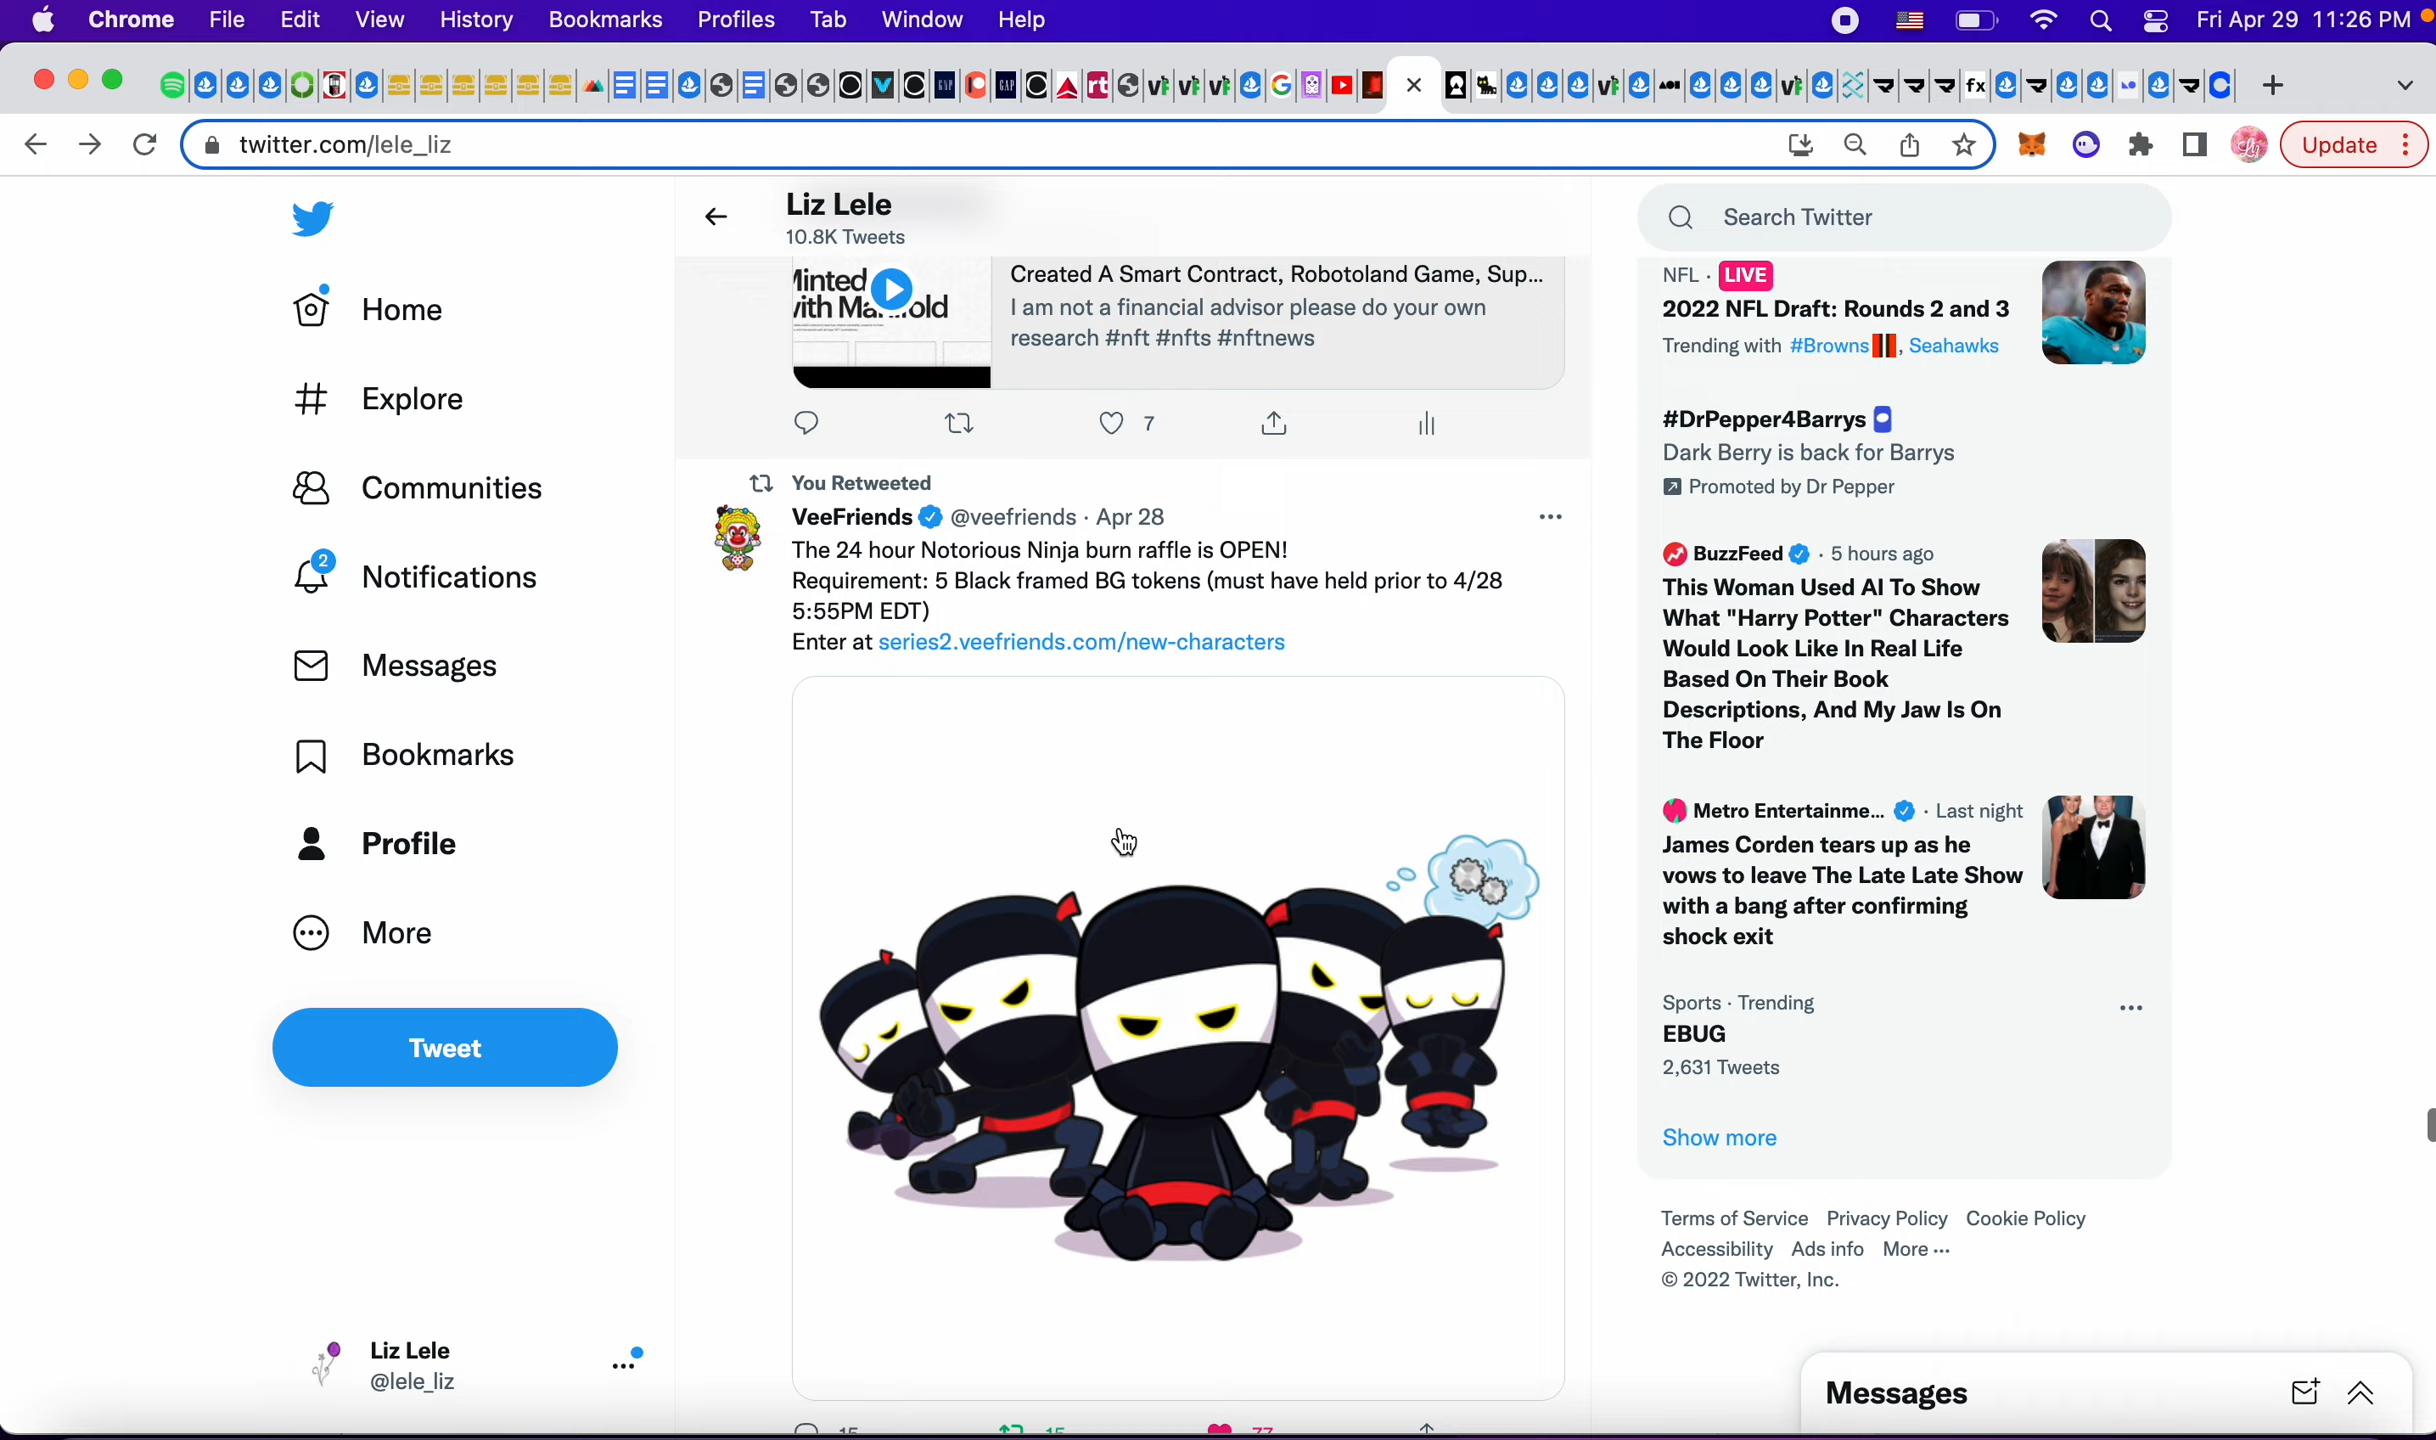 Chrome File Edit View History Bookmarks Profiles Tab Window Help Fri Apr 29 11:26 PM
twitter.com/lele_liz
Update
Home
Explore
Communities
2
Notifications
Messages
Bookmarks
Profile
More
Tweet
Liz Lele
@lele_liz
Liz Lele
10.8K Tweets
Created A Smart Contract, Robotoland Game, Sup...
I am not a financial advisor please do your own
research #nft #nfts #nftnews
7
You Retweeted
VeeFriends @veefriends · Apr 28
The 24 hour Notorious Ninja burn raffle is OPEN!
Requirement: 5 Black framed BG tokens (must have held prior to 4/28
5:55PM EDT)
Enter at series2.veefriends.com/new-characters
Search Twitter
NFL · LIVE
2022 NFL Draft: Rounds 2 and 3
Trending with #Browns, Seahawks
#DrPepper4Barrys
Dark Berry is back for Barrys
Promoted by Dr Pepper
BuzzFeed · 5 hours ago
This Woman Used AI To Show
What "Harry Potter" Characters
Would Look Like In Real Life
Based On Their Book
Descriptions, And My Jaw Is On
The Floor
Metro Entertainme... · Last night
James Corden tears up as he
vows to leave The Late Late Show
with a bang after confirming
shock exit
Sports · Trending
EBUG
2,631 Tweets
Show more
Terms of Service Privacy Policy Cookie Policy
Accessibility Ads info More ...
© 2022 Twitter, Inc.
Messages